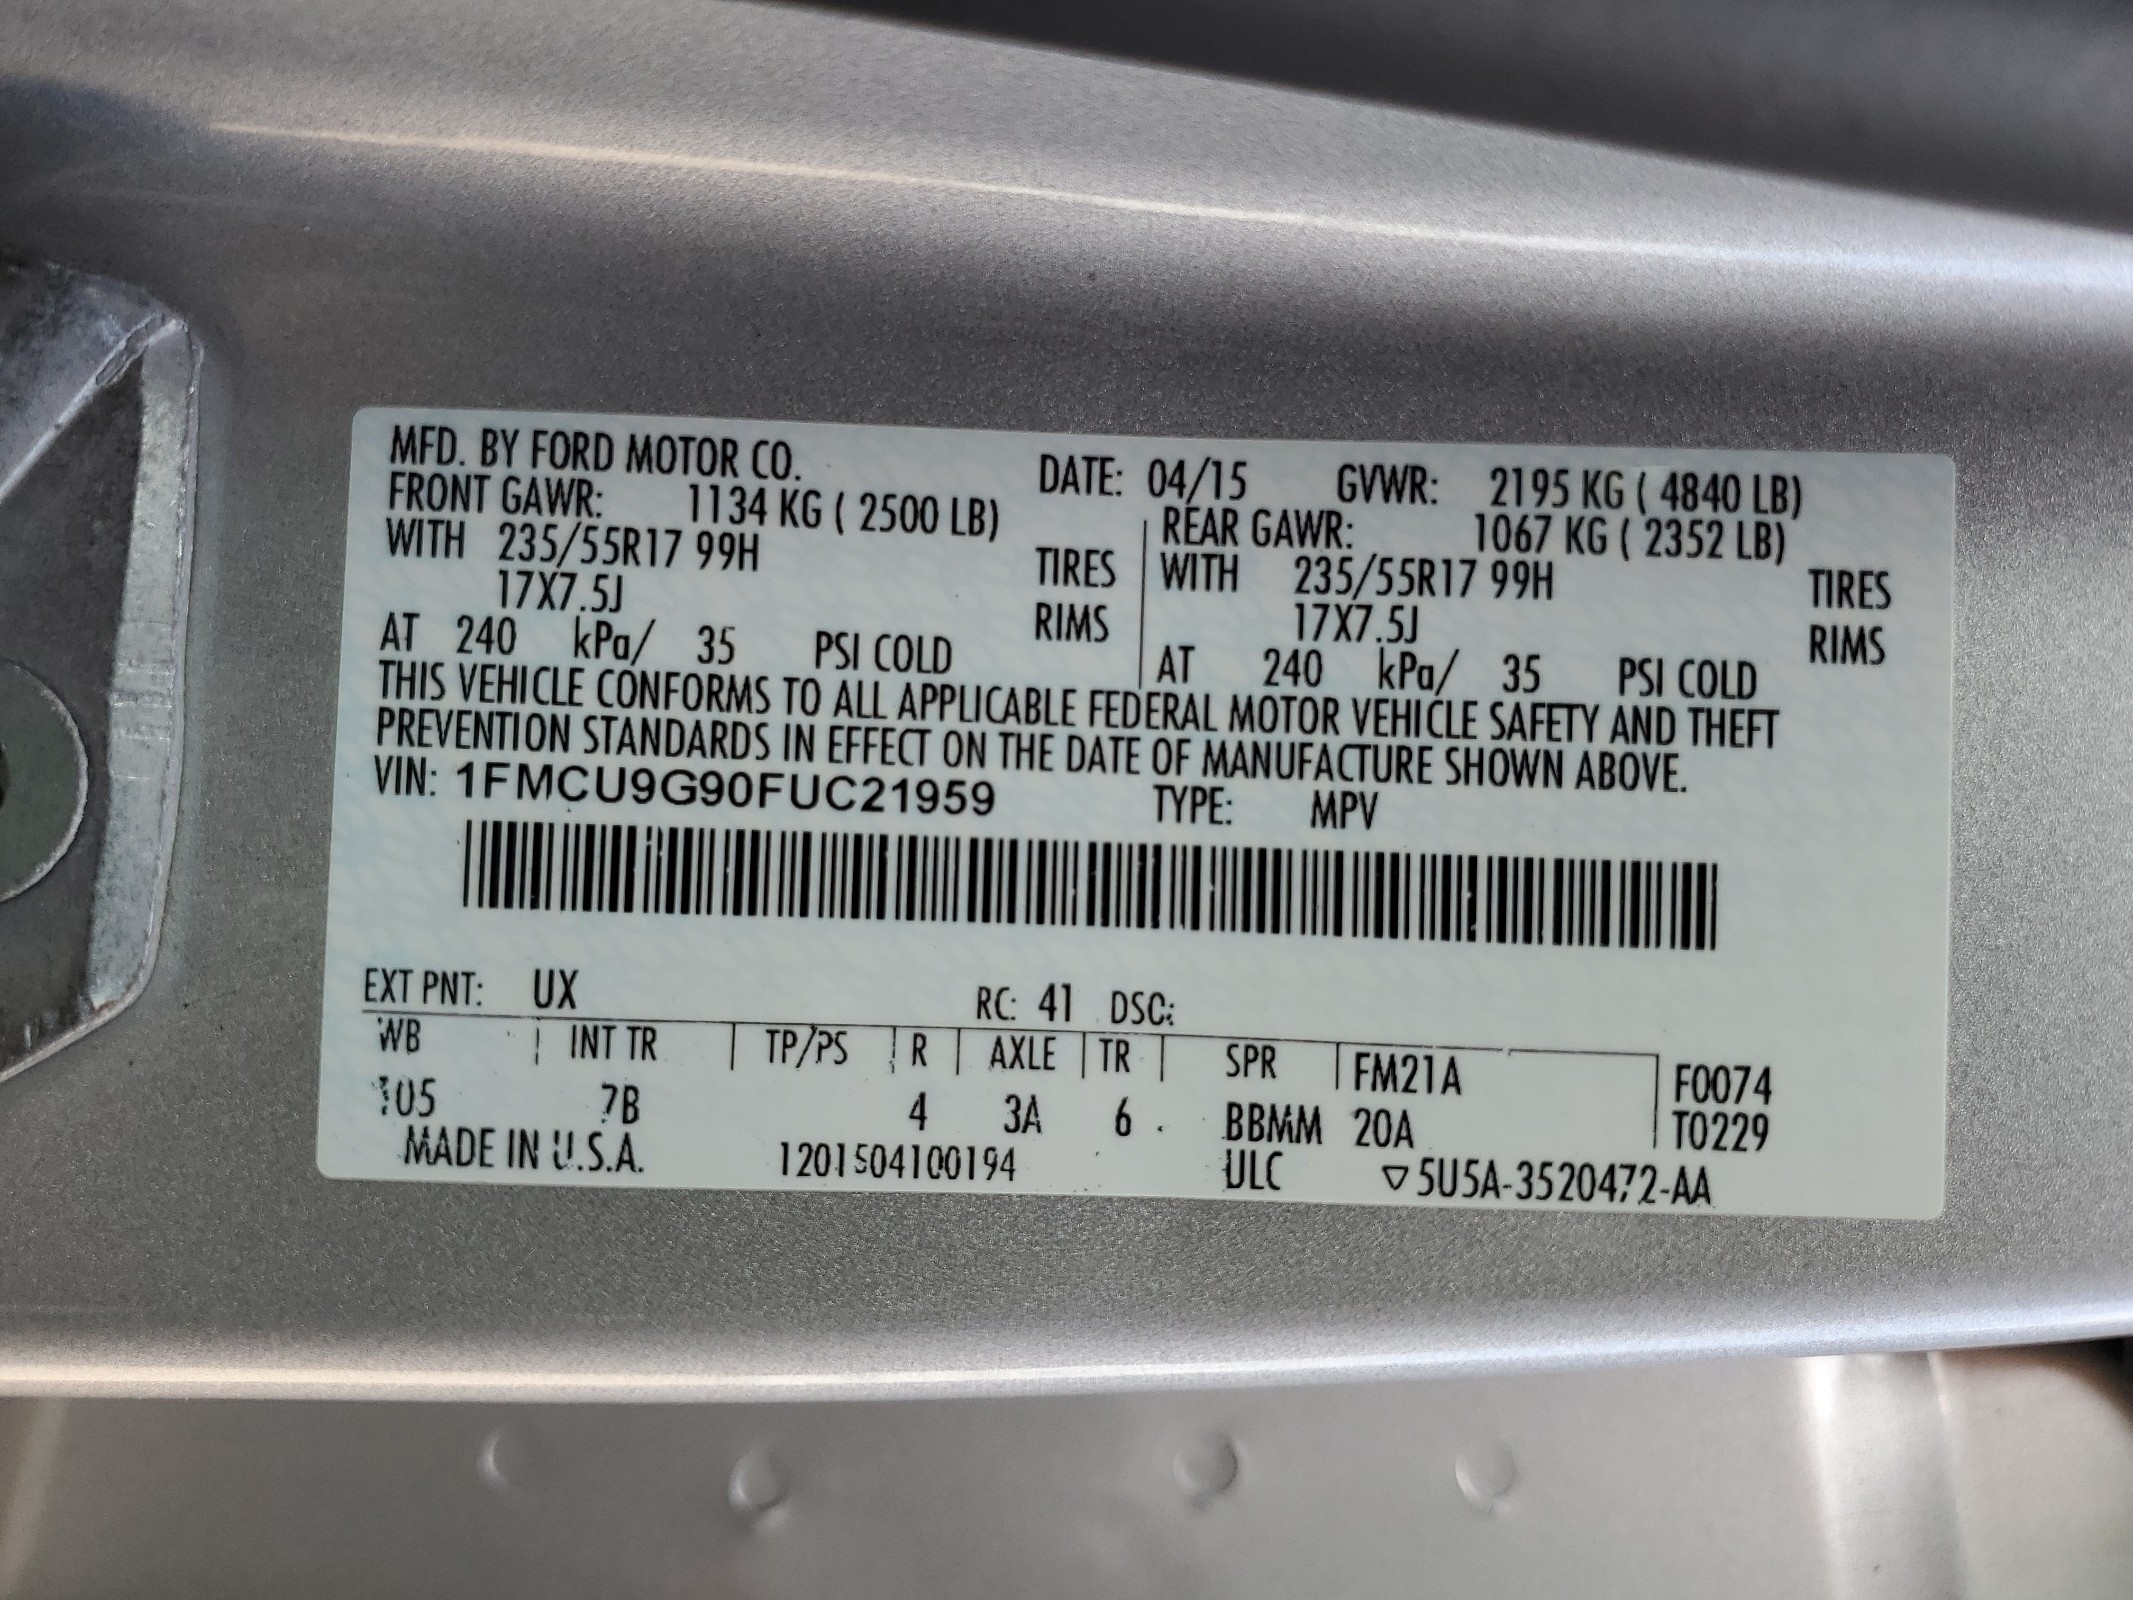 MFD. BY FORD MOTOR CO. DATE: 04/15 GVWR: 2195 KG ( 4840 LB)
FRONT GAWR: 1134 KG ( 2500 LB) REAR GAWR: 1067 KG ( 2352 LB)
WITH 235/55R17 99H TIRES WITH 235/55R17 99H TIRES
17X7.5J RIMS 17X7.5J RIMS
AT 240 kPa/ 35 PSI COLD AT 240 kPa/ 35 PSI COLD
THIS VEHICLE CONFORMS TO ALL APPLICABLE FEDERAL MOTOR VEHICLE SAFETY AND THEFT
PREVENTION STANDARDS IN EFFECT ON THE DATE OF MANUFACTURE SHOWN ABOVE.
VIN: 1FMCU9G90FUC21959 TYPE: MPV
EXT PNT: UX RC: 41 DSO:
WB INT TR TP/PS R AXLE TR SPR FM21A F0074
105 7B 4 3A 6 BBMM 20A T0229
MADE IN U.S.A. 1201504100194 ULC ▽5U5A-3520472-AA